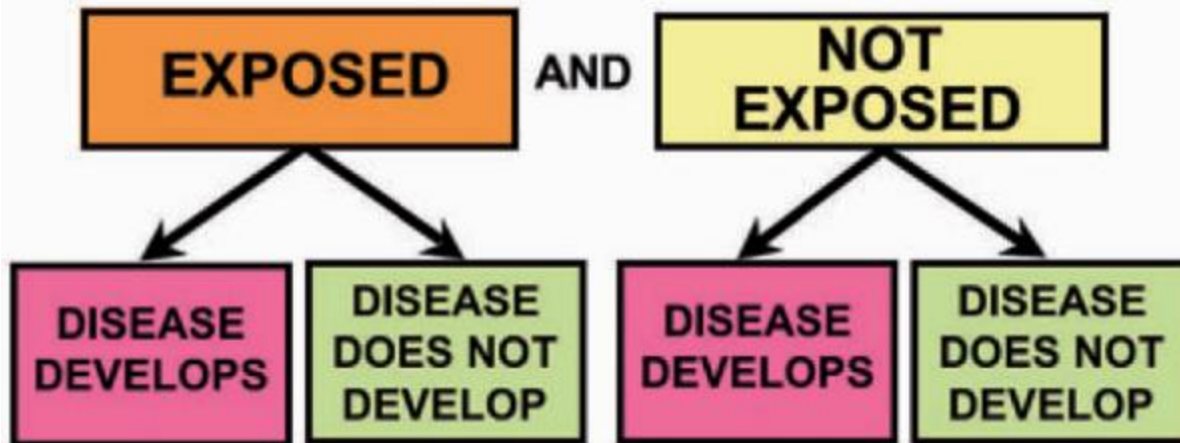 EXPOSED
AND
NOT
EXPOSED
DISEASE
DEVELOPS
DISEASE
DOES NOT
DEVELOP
DISEASE
DEVELOPS
DISEASE
DOES NOT
DEVELOP